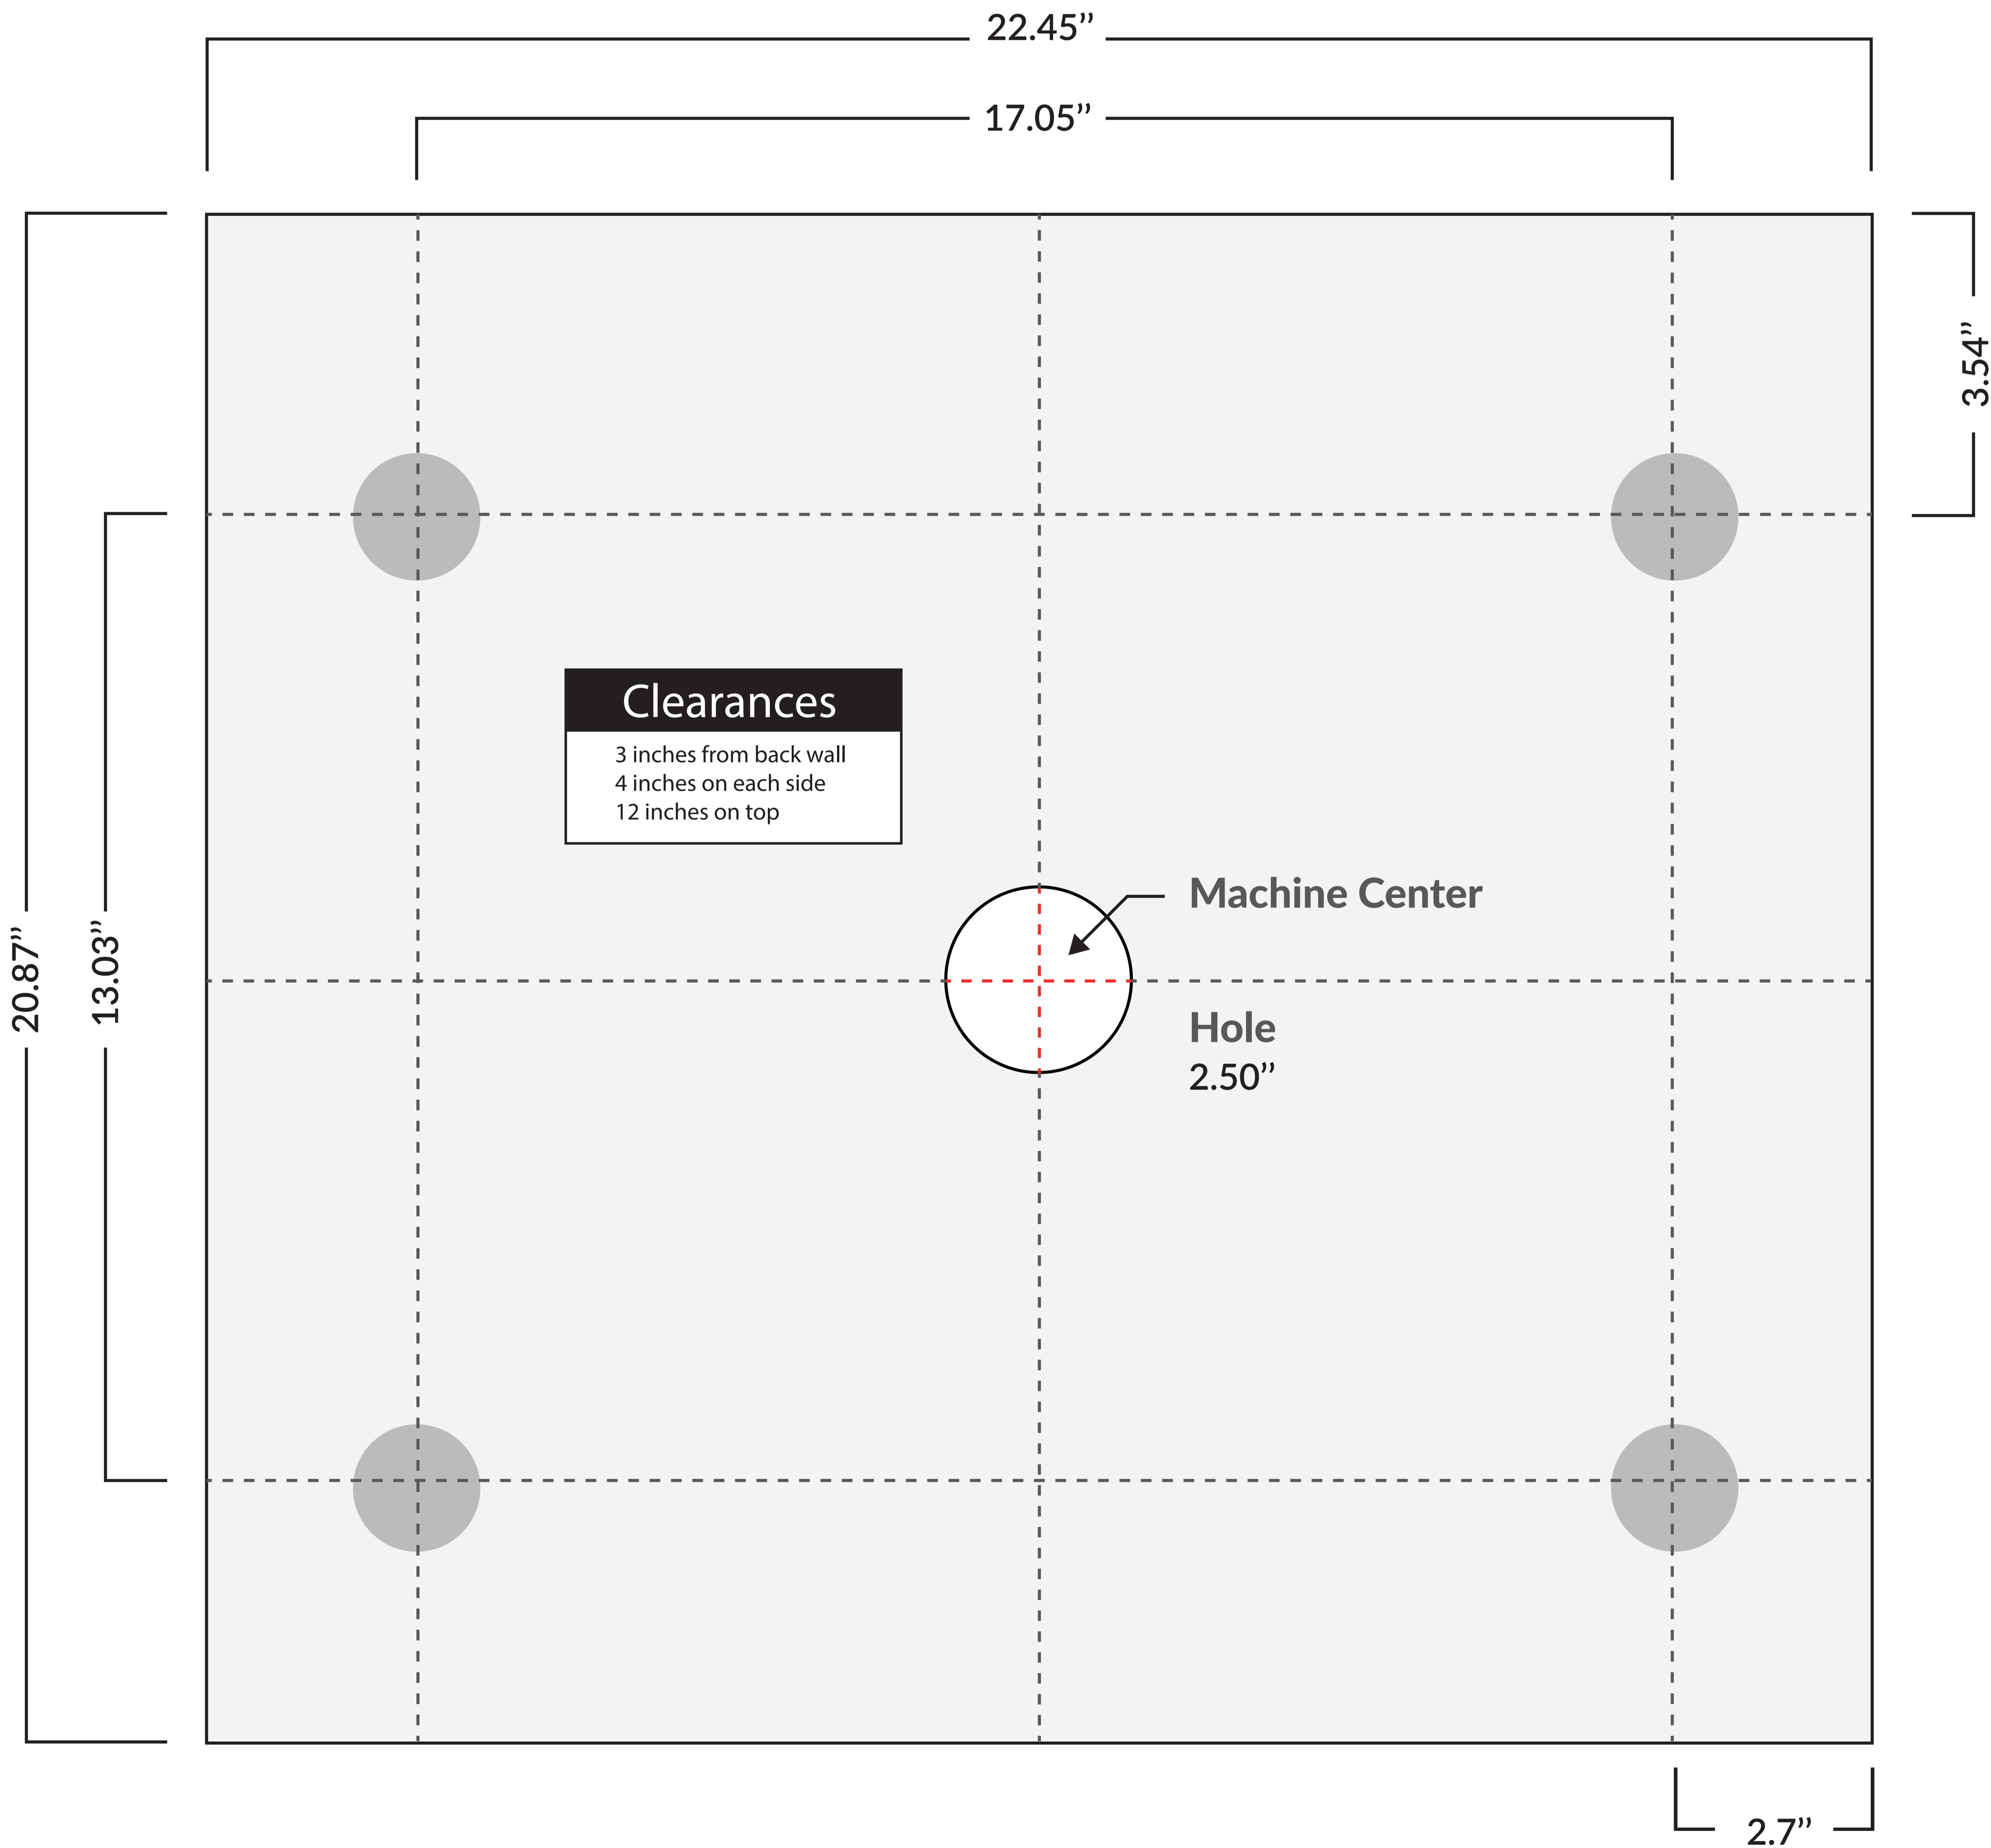 22.45”
17.05”
3.54”
Clearances
3 inches from back wall
4 inches on each side
12 inches on top
Machine Center
20.87”
13.03”
Hole
2.50”
2.7”